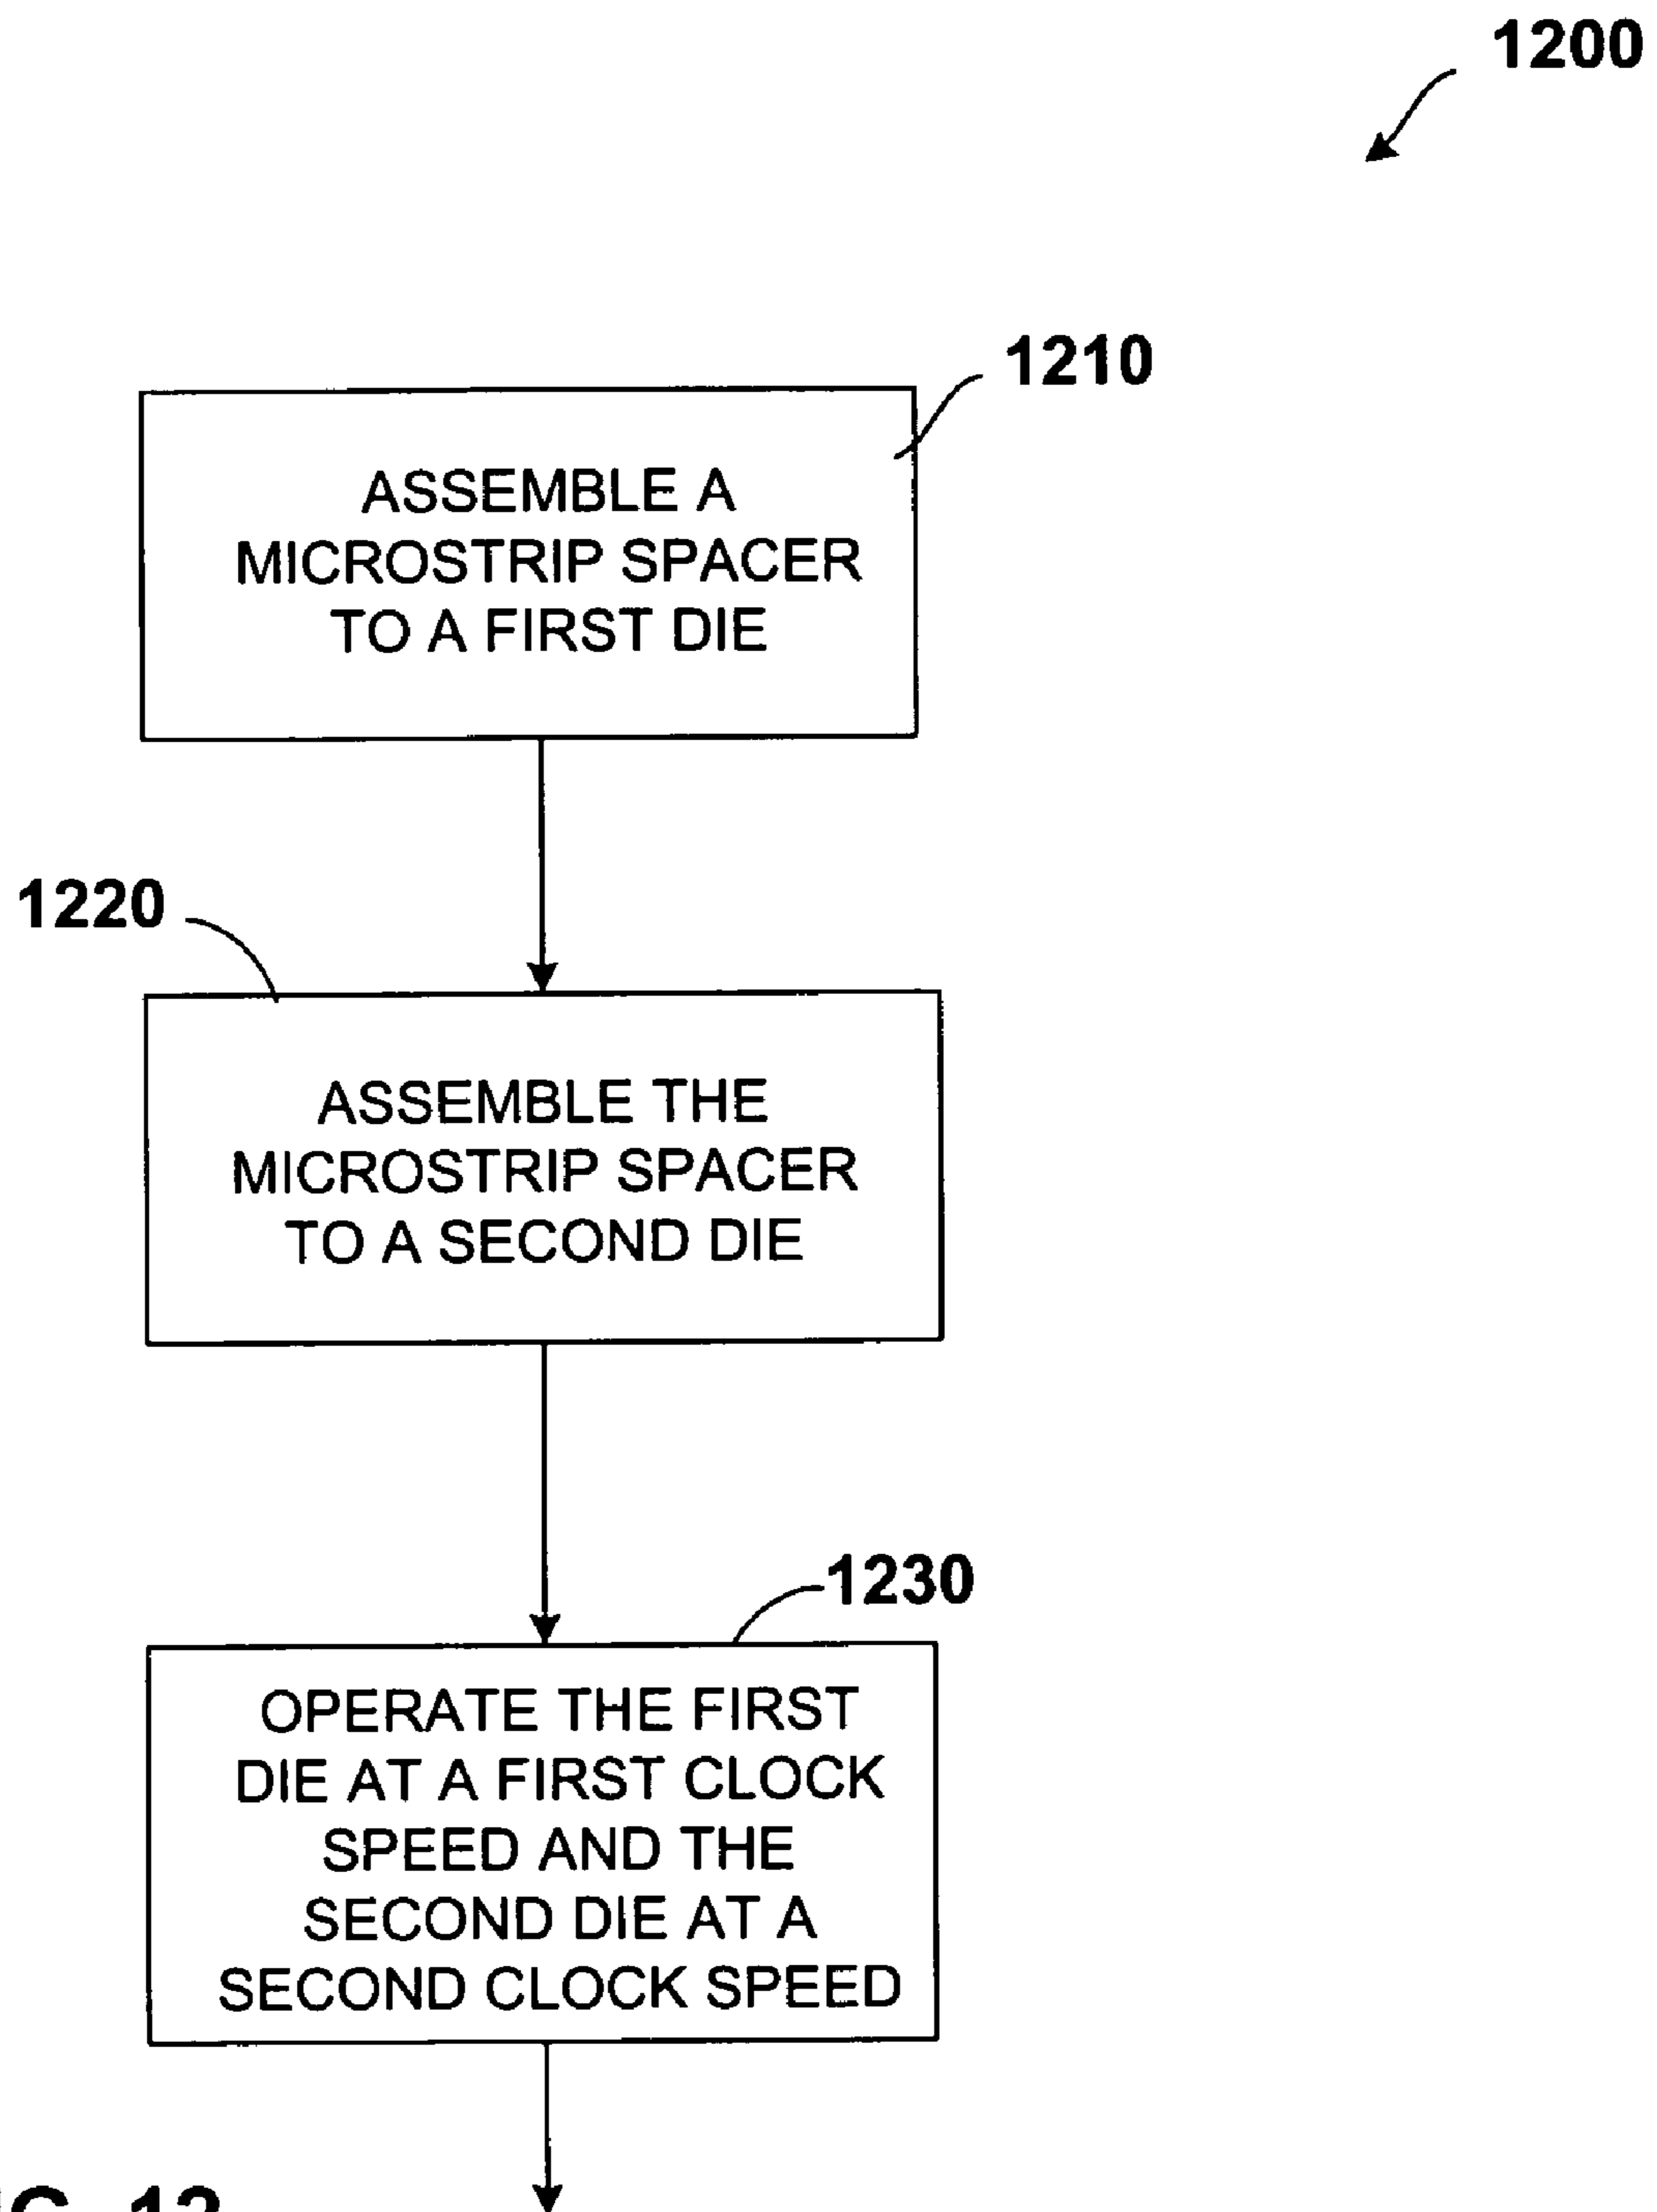 1200
1210
ASSEMBLE A
MICROSTRIP SPACER
TO A FIRST DIE
1220
ASSEMBLE THE
MICROSTRIP SPACER
TO A SECOND DIE
1230
OPERATE THE FIRST
DIE AT A FIRST CLOCK
SPEED AND THE
SECOND DIE AT A
SECOND CLOCK SPEED